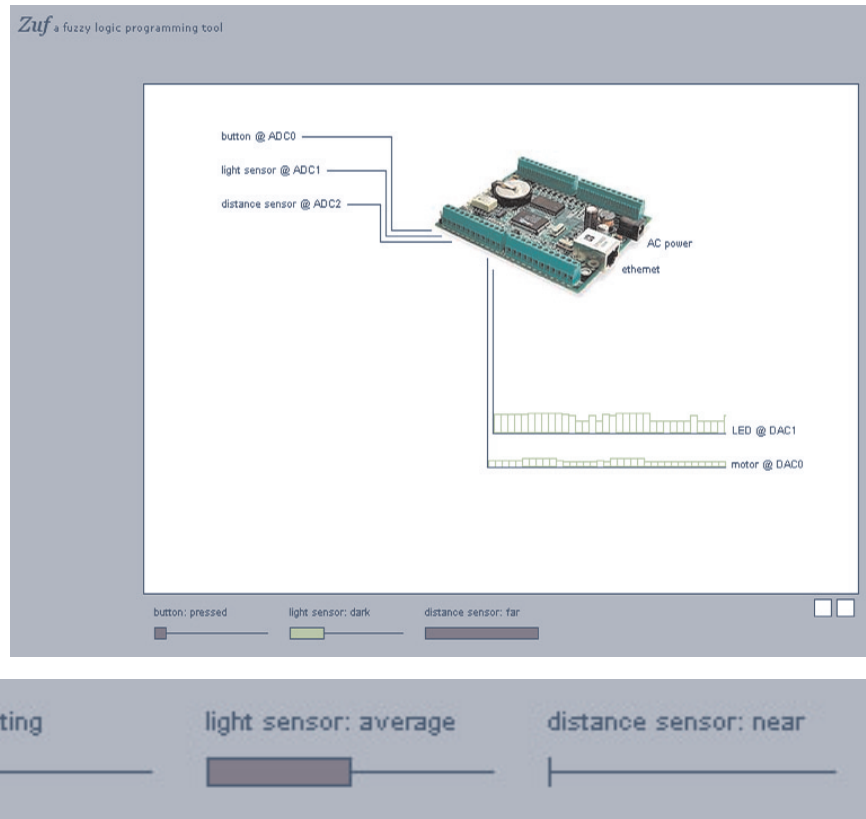 Zuf a fuzzy logic programming tool
button @ ADC0
light sensor @ ADC1
distance sensor @ ADC2
AC power
ethernet
LED @ DAC1
motor @ DAC0
button: pressed
light sensor: dark
distance sensor: far
ting
light sensor: average
distance sensor: near